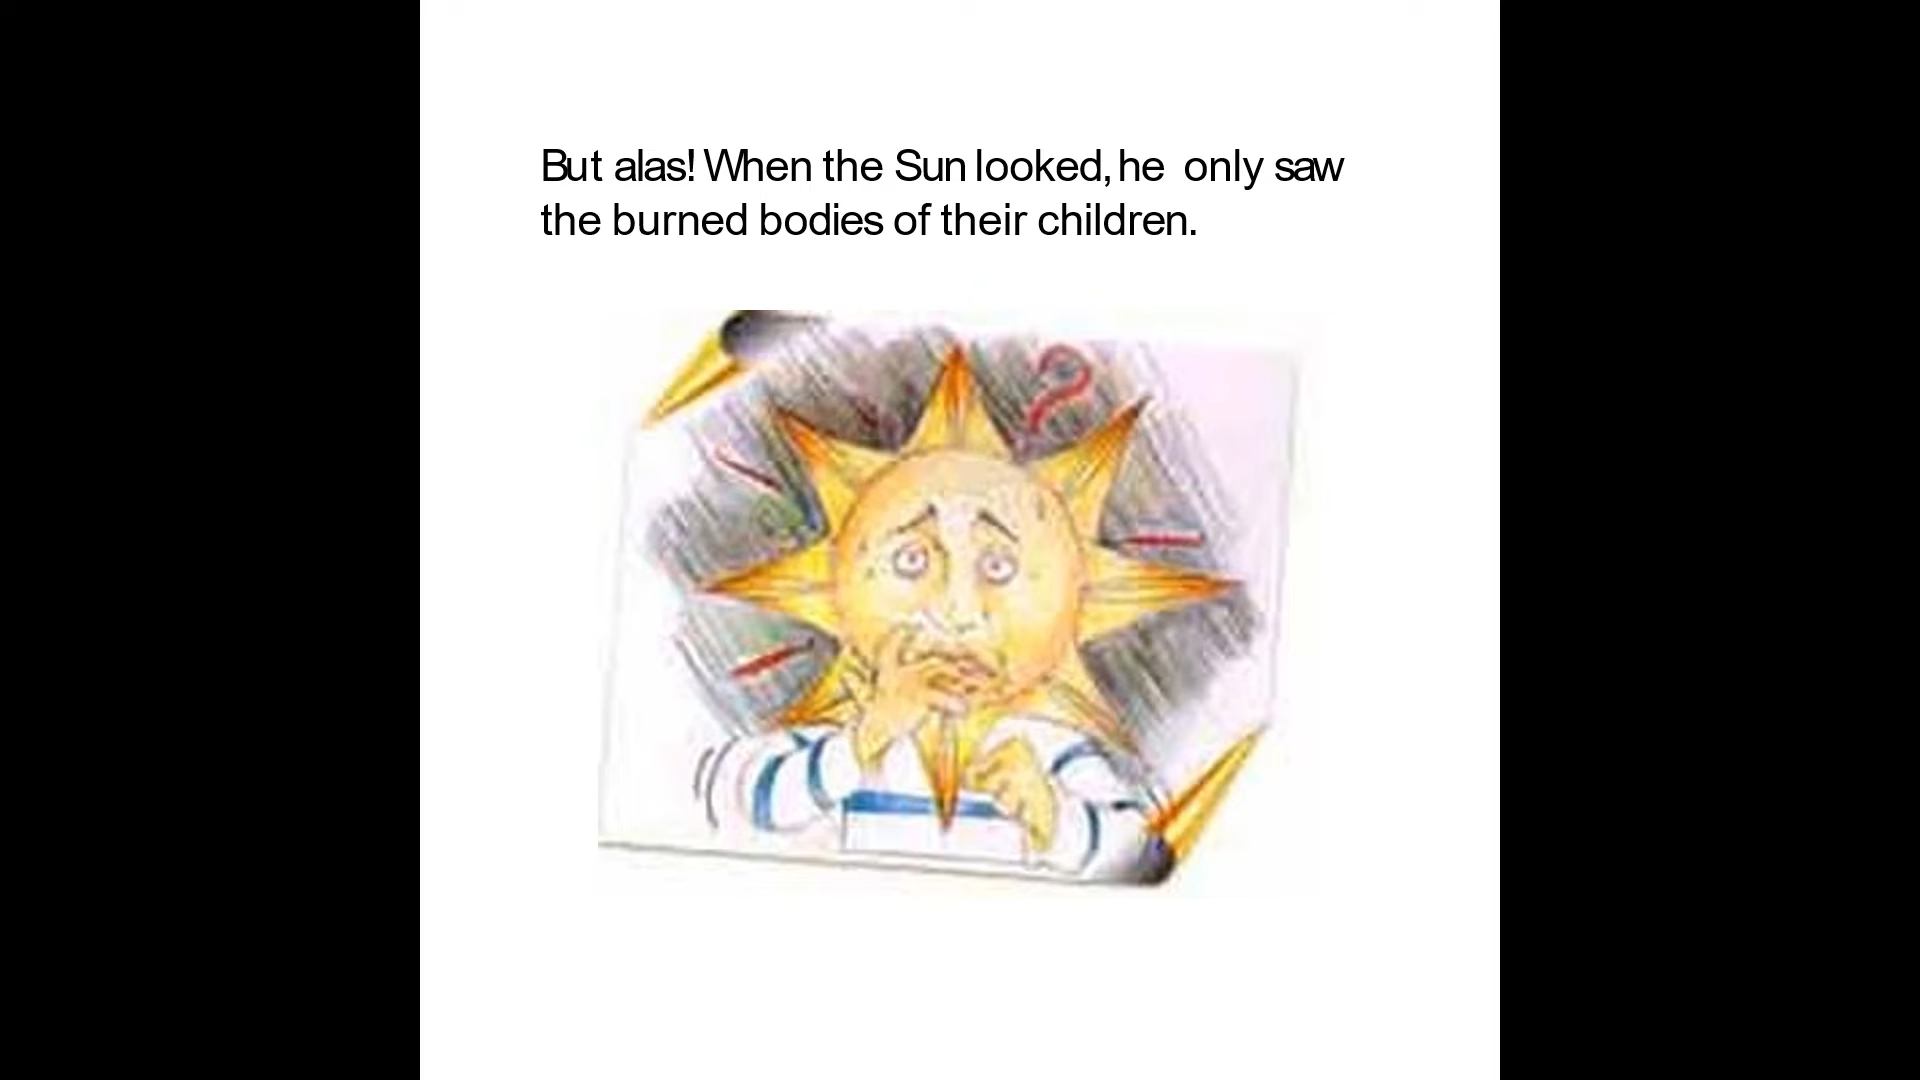 But alas! When the Sun looked, he only saw
the burned bodies of their children.
?